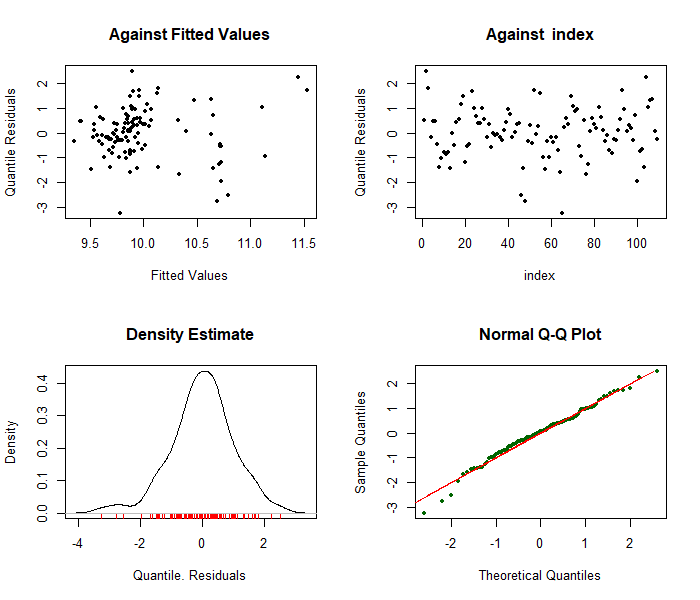 Against Fitted Values
Quantile Residuals
2
1
0
-1
-2
-3
9.5 10.0 10.5 11.0 11.5
Fitted Values
Against index
Quantile Residuals
2
1
0
-1
-2
-3
0 20 40 60 80 100
index
Density Estimate
Density
0.4
0.3
0.2
0.1
0.0
-4 -2 0 2
Quantile. Residuals
Normal Q-Q Plot
Sample Quantiles
2
1
0
-1
-2
-3
-2 -1 0 1 2
Theoretical Quantiles